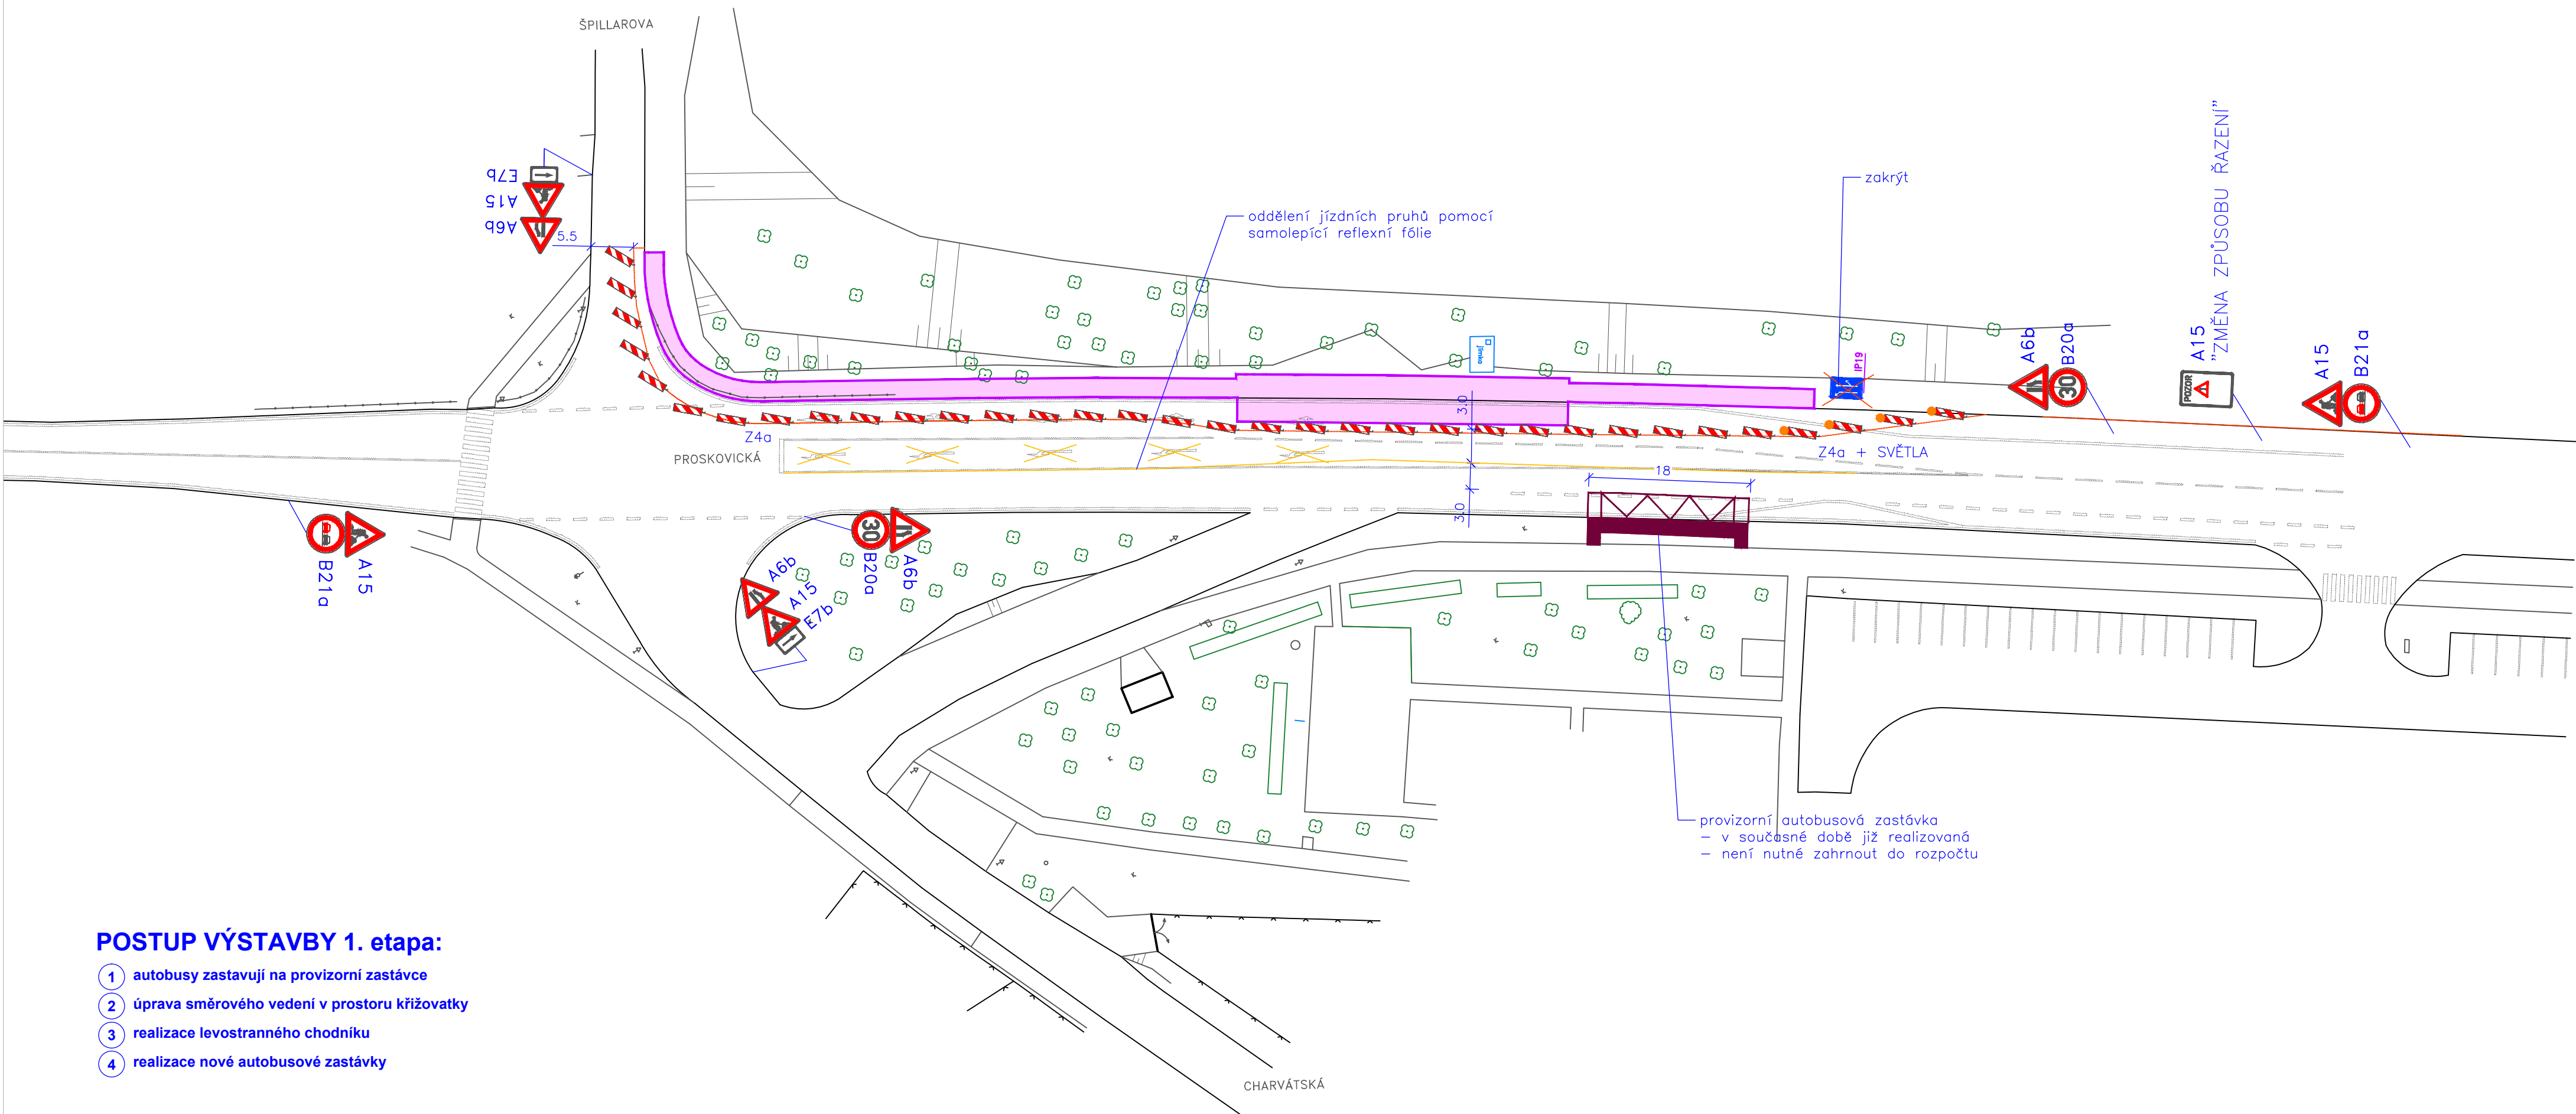 ŠPILLAROVA
E7b
A15
A6b
5.5
oddělení jízdních pruhů pomocí
samolepící reflexní fólie
zakrýt
"ZMĚNA ZPŮSOBU ŘAZENÍ"
A15
POZOR
A6b
B20a
30
A15
B21a
IP19
jímka
3.0
Z4a
PROSKOVICKÁ
Z4a + SVĚTLA
18
3.0
B21a
A15
30
B20a
A6b
A6b
A15
E7b
provizorní autobusová zastávka
– v současné době již realizovaná
– není nutné zahrnout do rozpočtu
POSTUP VÝSTAVBY 1. etapa:
1 autobusy zastavují na provizorní zastávce
2 úprava směrového vedení v prostoru křižovatky
3 realizace levostranného chodníku
4 realizace nové autobusové zastávky
CHARVÁTSKÁ